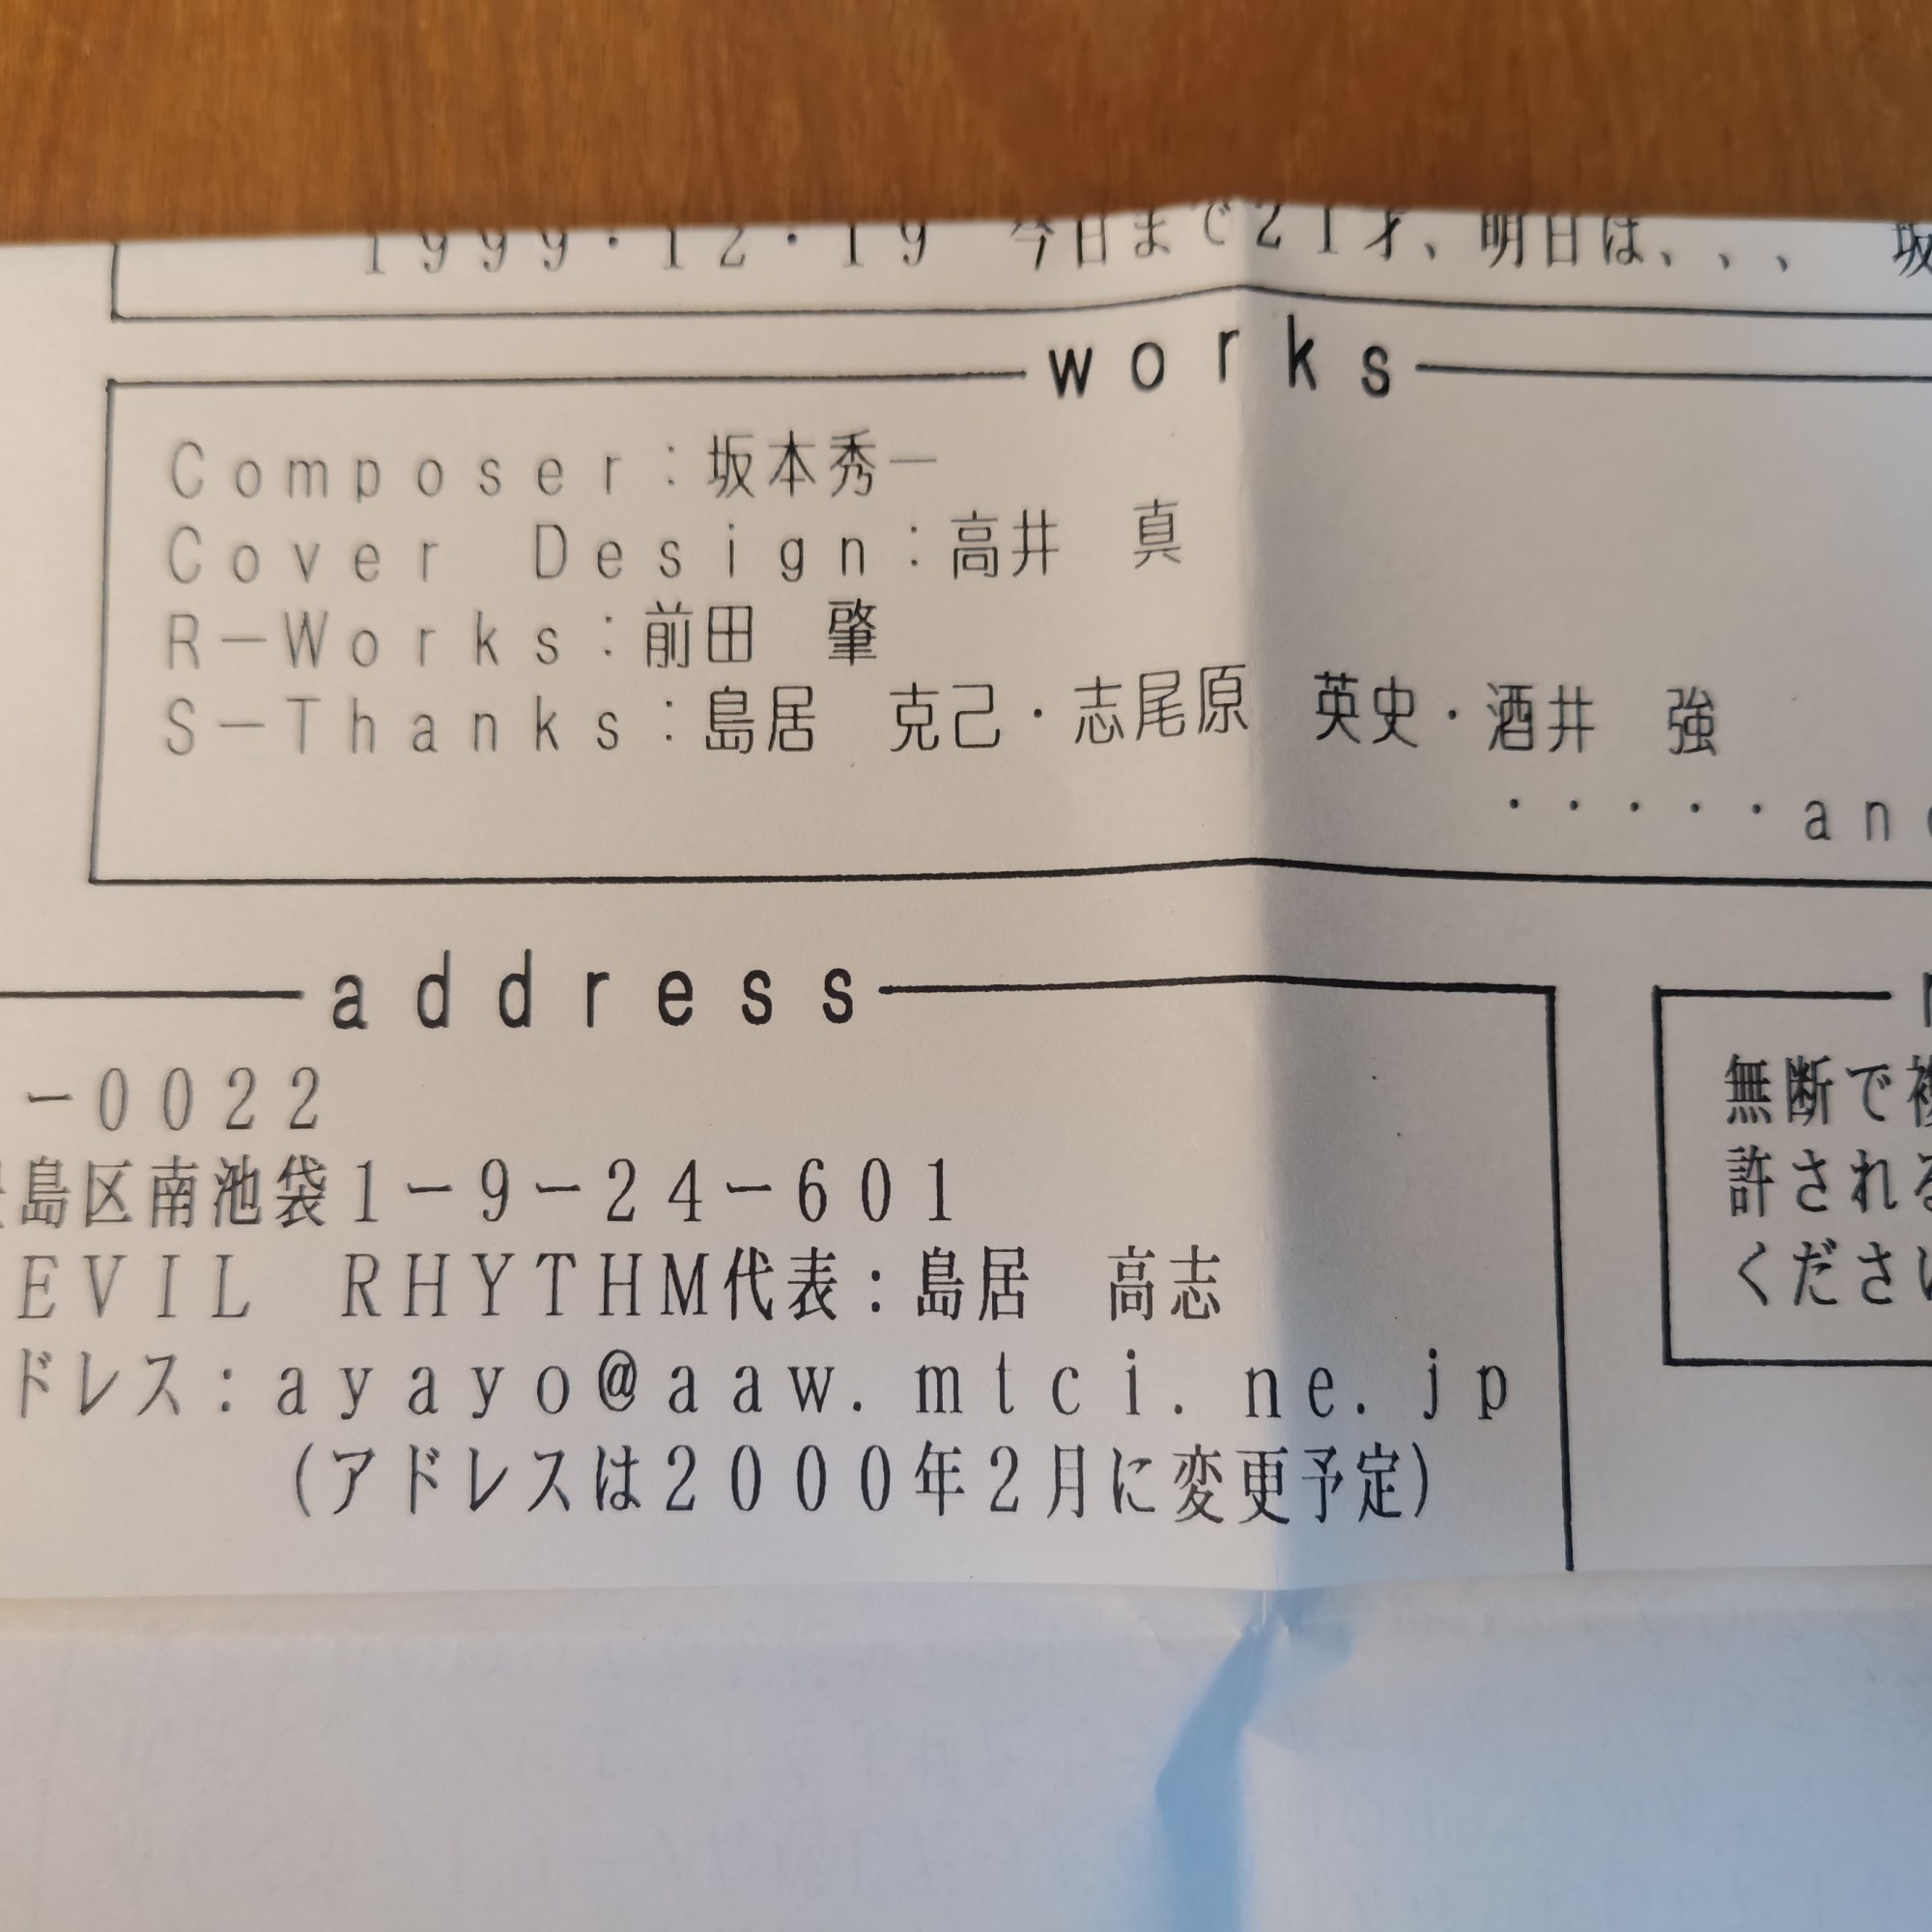 1999・12・19　今日まで21才、明日は、、、　坂
works
Composer：坂本秀一
Cover Design：高井　真
R－Works：前田　肇
S－Thanks：島居　克己・志尾原　英史・酒井　強
・・・・・an
address
－0022
島区南池袋1－9－24－601
EVIL RHYTHM代表：島居　高志
ドレス：ayayo@aaw.mtci.ne.jp
(アドレスは2000年2月に変更予定)
無断で複
許される
ください